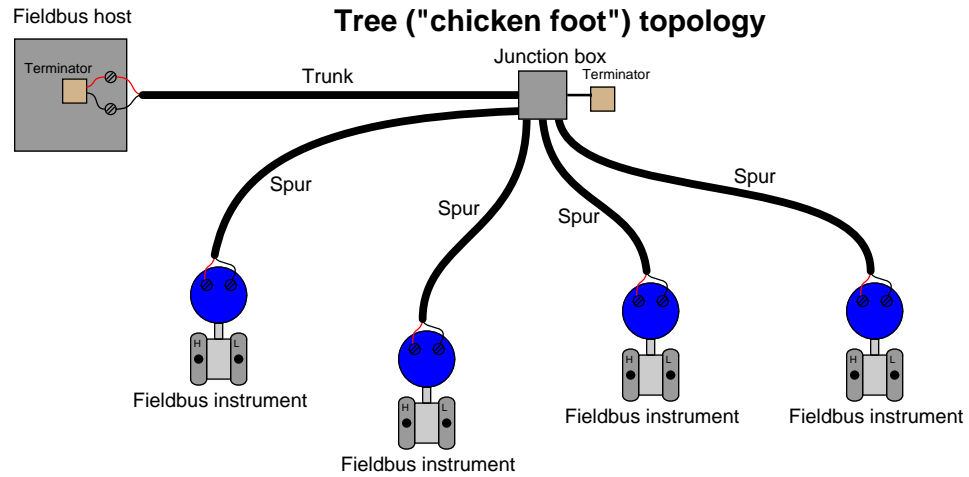 Fieldbus host
Tree ("chicken foot") topology
Junction box
Terminator
Trunk
Terminator
Spur
Spur
Spur
Spur
H
L
Fieldbus instrument
H
L
Fieldbus instrument
H
L
Fieldbus instrument
H
L
Fieldbus instrument